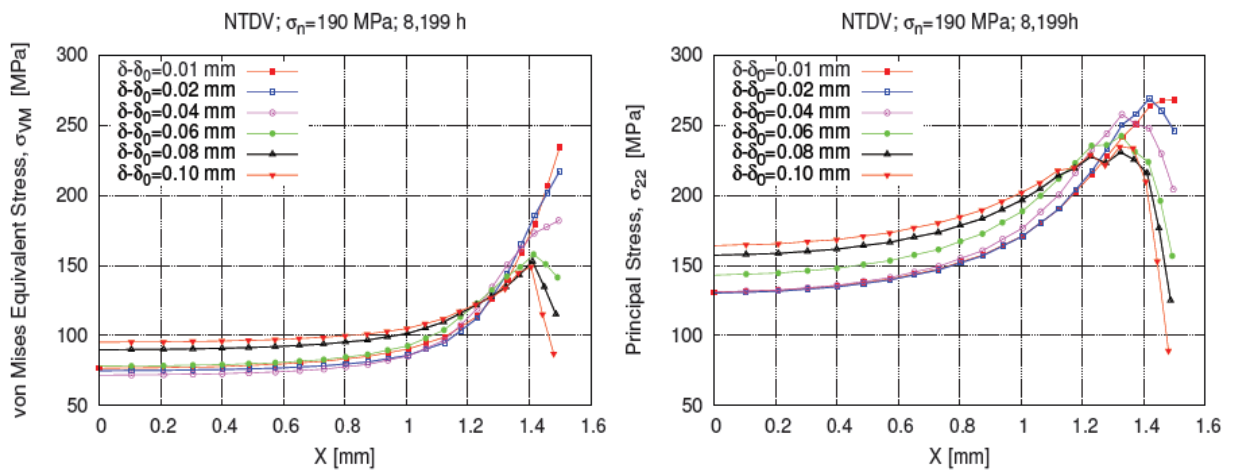 NTDV; σn=190 MPa; 8,199 h
von Mises Equivalent Stress, σVM [MPa]
300
250
200
150
100
50
δ-δ0=0.01 mm
δ-δ0=0.02 mm
δ-δ0=0.04 mm
δ-δ0=0.06 mm
δ-δ0=0.08 mm
δ-δ0=0.10 mm
0 0.2 0.4 0.6 0.8 1.0 1.2 1.4 1.6
X [mm]
NTDV; σn=190 MPa; 8,199h
Principal Stress, σ22 [MPa]
300
250
200
150
100
50
δ-δ0=0.01 mm
δ-δ0=0.02 mm
δ-δ0=0.04 mm
δ-δ0=0.06 mm
δ-δ0=0.08 mm
δ-δ0=0.10 mm
0 0.2 0.4 0.6 0.8 1.0 1.2 1.4 1.6
X [mm]